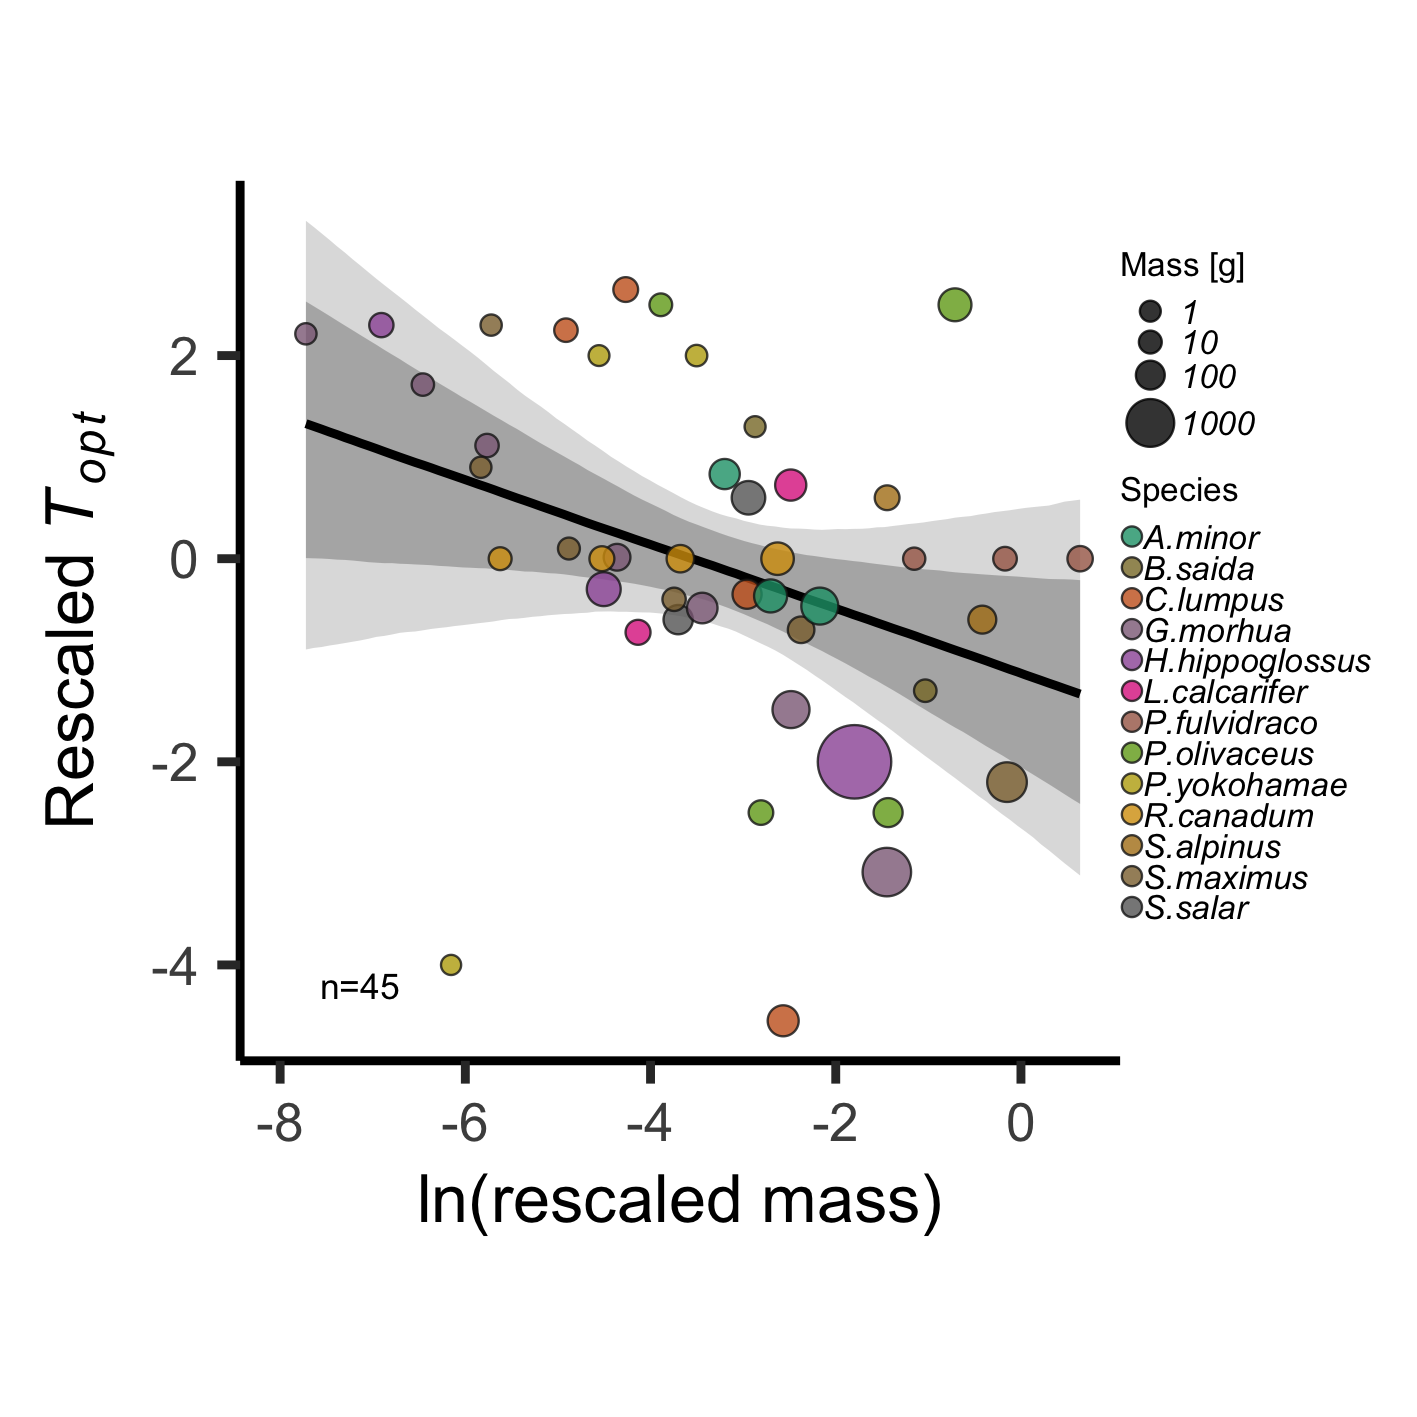 Rescaled T opt
2
0
-2
-4
n=45
-8 -6 -4 -2 0
ln(rescaled mass)
Mass [g]
1
10
100
1000
Species
A.minor
B.saida
C.lumpus
G.morhua
H.hippoglossus
L.calcarifer
P.fulvidraco
P.olivaceus
P.yokohamae
R.canadum
S.alpinus
S.maximus
S.salar